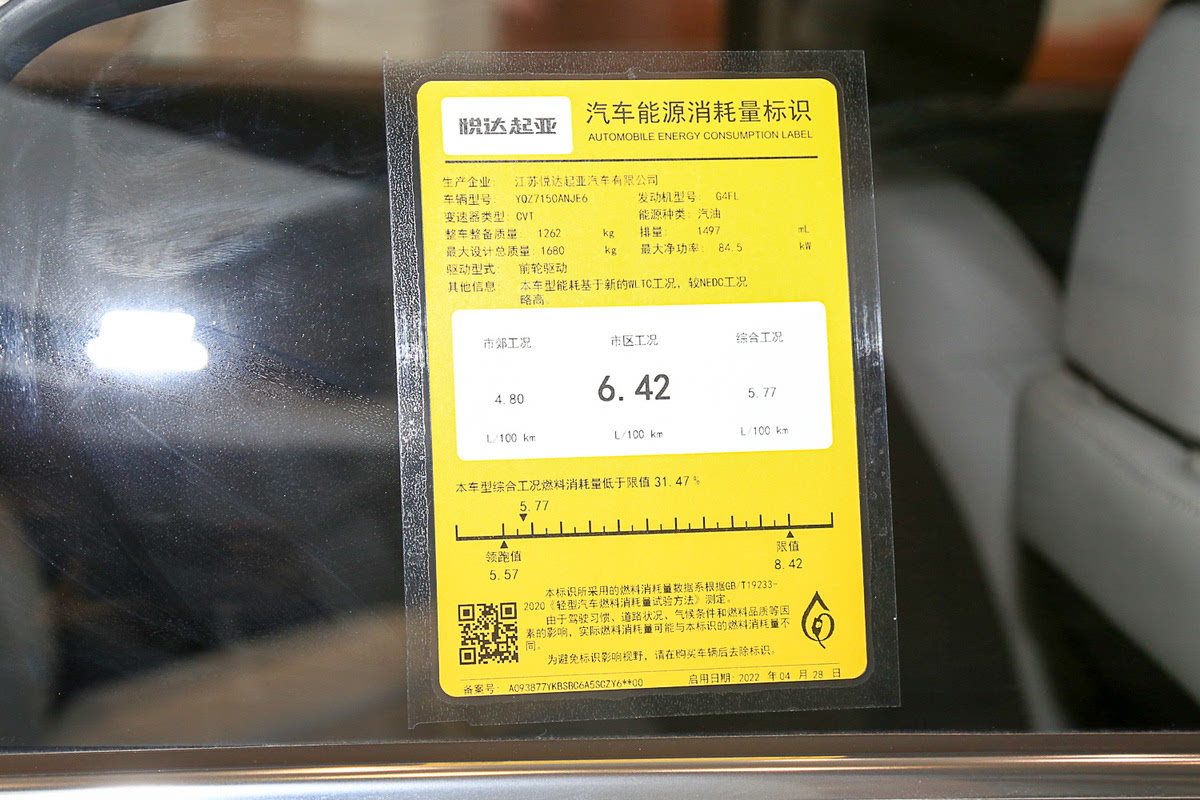 悦达起亚
汽车能源消耗量标识
AUTOMOBILE ENERGY CONSUMPTION LABEL
生产企业: 江苏悦达起亚汽车有限公司
车辆型号: YQZ7150ANJE6 发动机型号: G4FL
变速器类型: CVT 能源种类: 汽油
整车整备质量: 1262 kg 排量: 1497 mL
最大设计总质量: 1680 kg 最大净功率: 84.5 kW
驱动型式: 前轮驱动
其他信息: 本车型能耗基于新的WLTC工况, 较NEDC工况
略高。
市郊工况 市区工况 综合工况
4.80 6.42 5.77
L/100 km L/100 km L/100 km
本车型综合工况燃料消耗量低于限值 31.47 %
5.77
领跑值 限值
5.57 8.42
本标识所采用的燃料消耗量数据系根据GB/T19233-
2020《轻型汽车燃料消耗量试验方法》测定。
由于驾驶习惯、道路状况、气候条件和燃料品质等因
素的影响, 实际燃料消耗量可能与本标识的燃料消耗量不
同。
为避免标识影响视野, 请在购买车辆后去除标识。
备案号: A093877YKBSBC6A5SCZY6**00 启用日期: 2022 年 04 月 28 日